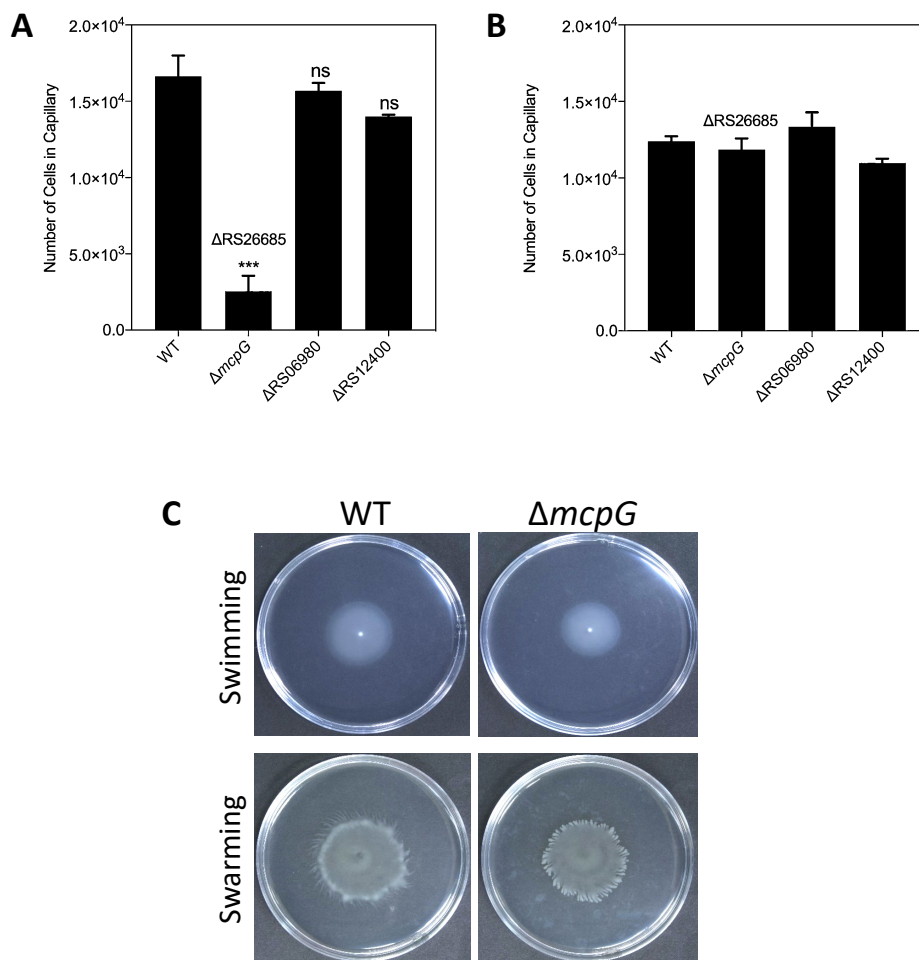 A
Number of Cells in Capillary
2.0×10⁴
1.5×10⁴
1.0×10⁴
5.0×10³
0.0
ns
ns
ΔRS26685
***
WT
ΔmcpG
ΔRS06980
ΔRS12400
B
Number of Cells in Capillary
2.0×10⁴
1.5×10⁴
1.0×10⁴
5.0×10³
0.0
ΔRS26685
WT
ΔmcpG
ΔRS06980
ΔRS12400
C
WT
ΔmcpG
Swimming
Swarming